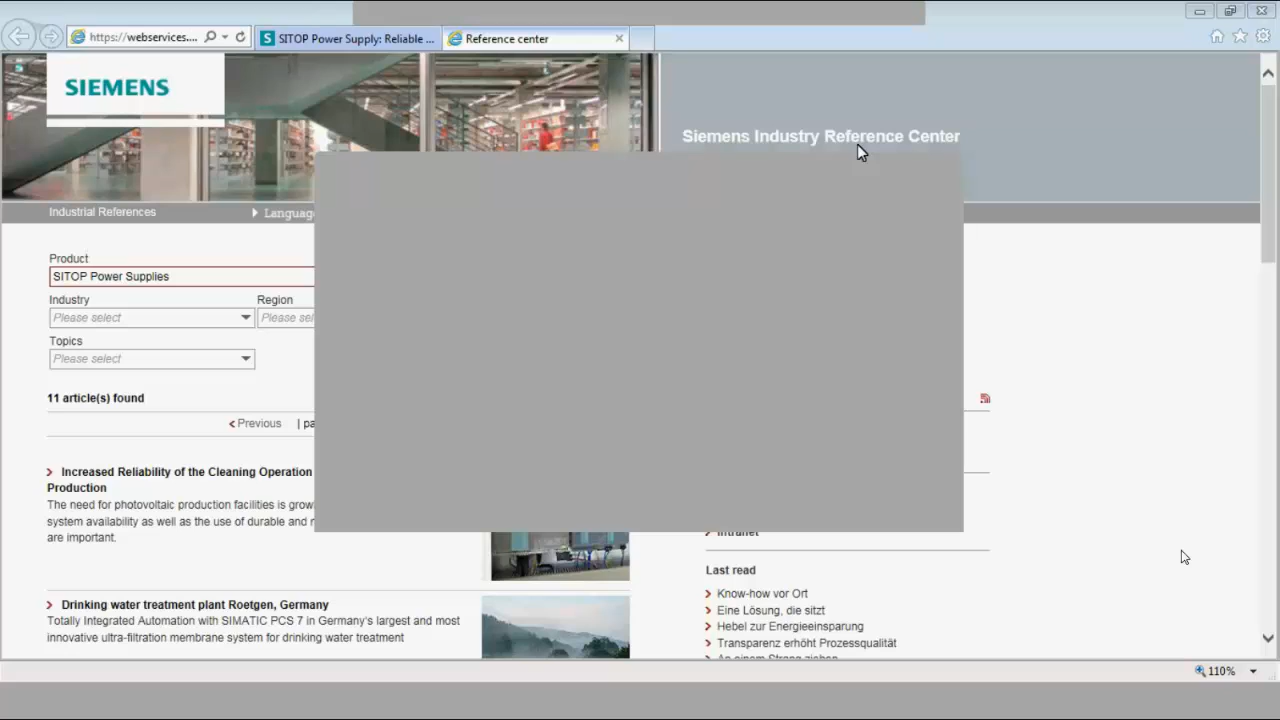 https://webservices....
SITOP Power Supply: Reliable ...
Reference center
SIEMENS
Siemens Industry Reference Center
Industrial References
Product
SITOP Power Supplies
Industry
Region
Please select
Please
Topics
Please select
11 article(s) found
Previous |
Increased Reliability of the Cleaning Operation
Production
The need for photovoltaic production facilities is
system availability as well as the use of durable and
are important.
Drinking water treatment plant Roetgen, Germany
Totally Integrated Automation with SIMATIC PCS 7 in Germany's largest and most
innovative ultra-filtration membrane system for drinking water treatment
Intranet
Last read
Know-how vor Ort
Eine Lösung, die sitzt
Hebel zur Energieeinsparung
Transparenz erhöht Prozessqualität
An einem Strang ziehen
110%